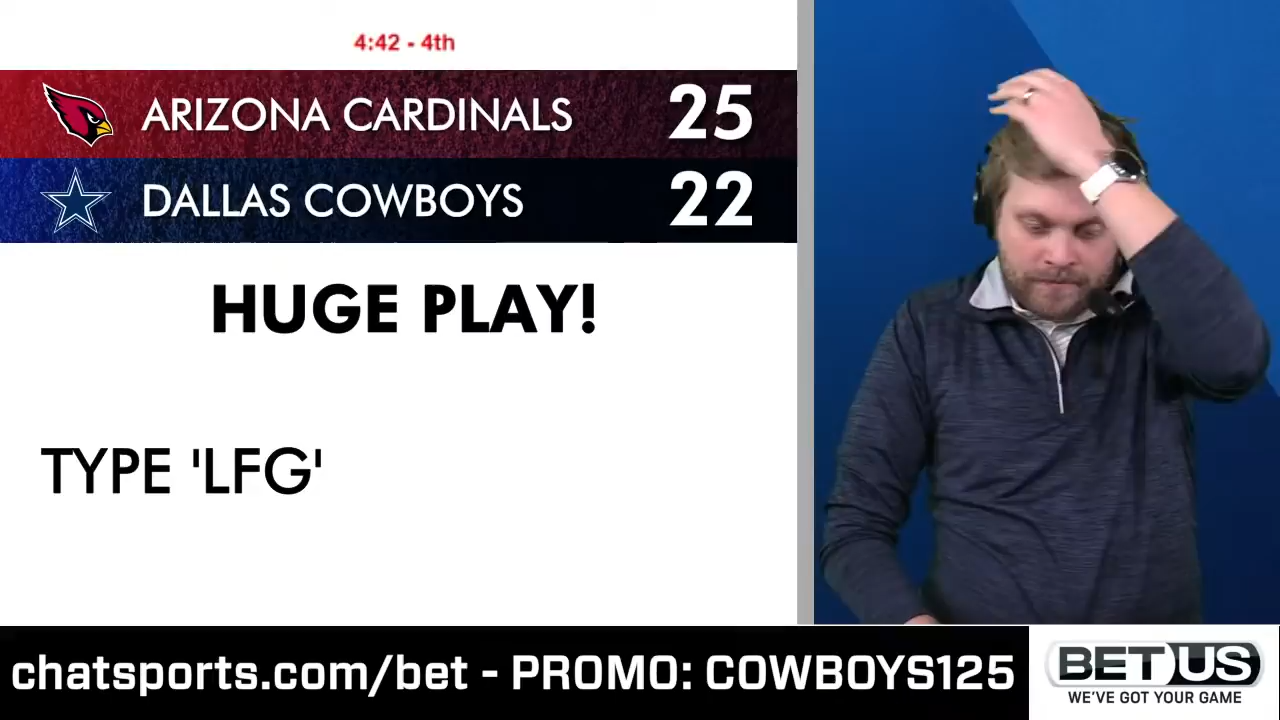 4:42 - 4th
ARIZONA CARDINALS 25
DALLAS COWBOYS 22
HUGE PLAY!
TYPE 'LFG'
chatsports.com/bet - PROMO: COWBOYS125
BETUS
WE'VE GOT YOUR GAME